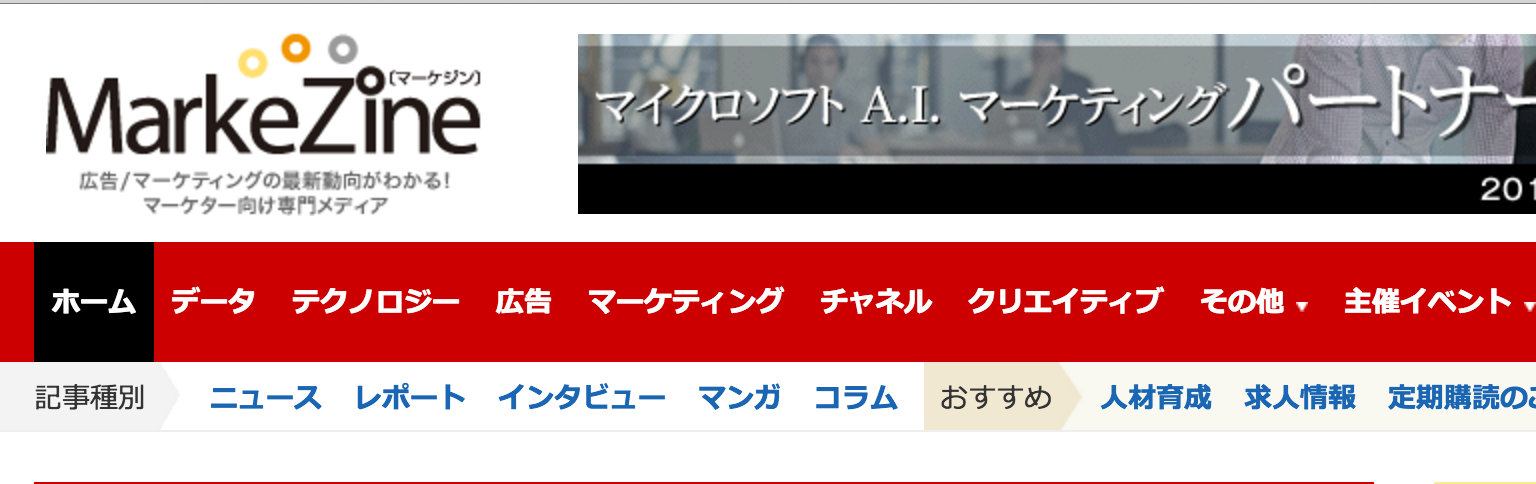 MarkeZine(マーケジン)
広告/マーケティングの最新動向がわかる!
マーケター向け専門メディア
マイクロソフト A.I. マーケティングパートナー
201
ホーム データ テクノロジー 広告 マーケティング チャネル クリエイティブ その他 主催イベント
記事種別 ニュース レポート インタビュー マンガ コラム おすすめ 人材育成 求人情報 定期購読の